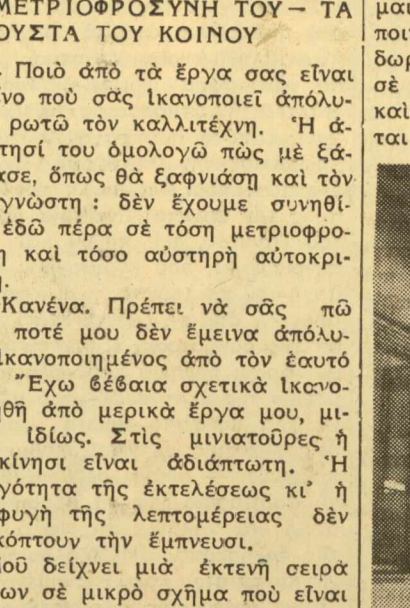 ΜΕΤΡΙΟΦΡΟΣΥΝΗ ΤΟΥ — ΤΑ
ΟΥΣΤΑ ΤΟΥ ΚΟΙΝΟΥ
. Ποιὸ ἀπὸ τὰ ἔργα σας εἶναι
νο ποὺ σᾶς ἱκανοποιεῖ ἀπόλυ-
ρωτῶ τὸν καλλιτέχνη. Ἡ ἀ-
τησί του ὁμολογῶ πὼς μὲ ξά-
ασε, ὅπως θὰ ξαφνιάση καὶ τὸν
γνώστη : δὲν ἔχουμε συνηθί-
ἐδῶ πέρα σὲ τόση μετριοφρο-
η καὶ τόσο αὐστηρὴ αὐτοκρι-
.
Κανένα. Πρέπει νὰ σᾶς πῶ
ποτέ μου δὲν ἔμεινα ἀπόλυ-
ἱκανοποιημένος ἀπὸ τὸν ἑαυτό
Ἔχω βέβαια σχετικὰ ἱκανο-
θῆ ἀπὸ μερικὰ ἔργα μου, μι-
ἰδίως. Στὶς μινιατοῦρες ἡ
κίνησι εἶναι ἀδιάπτωτη. Ἡ
γότητα τῆς ἐκτελέσεως κι' ἡ
φυγὴ τῆς λεπτομέρειας δὲν
κόπτουν τὴν ἔμπνευσι.
οῦ δείχνει μιὰ ἐκτενῆ σειρὰ
ων σὲ μικρὸ σχῆμα ποὺ εἶναι
μαι
ποι
δωρ
σὲ
καὶ
ται